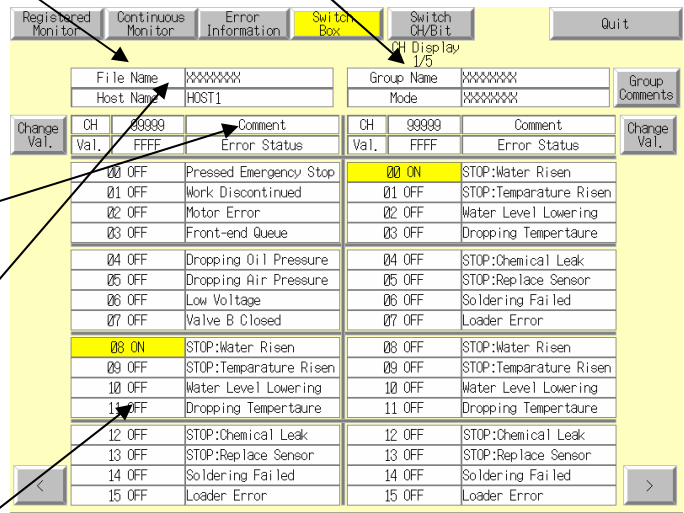 Registered Monitor
Continuous Monitor
Error Information
Switch Box
Switch CH/Bit
Quit
CH Display
1/5
File Name XXXXXXX
Group Name XXXXXXX
Group Comments
Host Name HOST1
Mode XXXXXXX
Change Val.
CH 99999 Comment
CH 99999 Comment
Change Val.
Val. FFFF Error Status
Val. FFFF Error Status
00 OFF Pressed Emergency Stop
00 ON STOP:Water Risen
01 OFF Work Discontinued
01 OFF STOP:Temparature Risen
02 OFF Motor Error
02 OFF Water Level Lowering
03 OFF Front-end Queue
03 OFF Dropping Tempertaure
04 OFF Dropping Oil Pressure
04 OFF STOP:Chemical Leak
05 OFF Dropping Air Pressure
05 OFF STOP:Replace Sensor
06 OFF Low Voltage
06 OFF Soldering Failed
07 OFF Valve B Closed
07 OFF Loader Error
08 ON STOP:Water Risen
08 OFF STOP:Water Risen
09 OFF STOP:Temparature Risen
09 OFF STOP:Temparature Risen
10 OFF Water Level Lowering
10 OFF Water Level Lowering
11 OFF Dropping Tempertaure
11 OFF Dropping Tempertaure
12 OFF STOP:Chemical Leak
12 OFF STOP:Chemical Leak
13 OFF STOP:Replace Sensor
13 OFF STOP:Replace Sensor
14 OFF Soldering Failed
14 OFF Soldering Failed
15 OFF Loader Error
15 OFF Loader Error
<
>